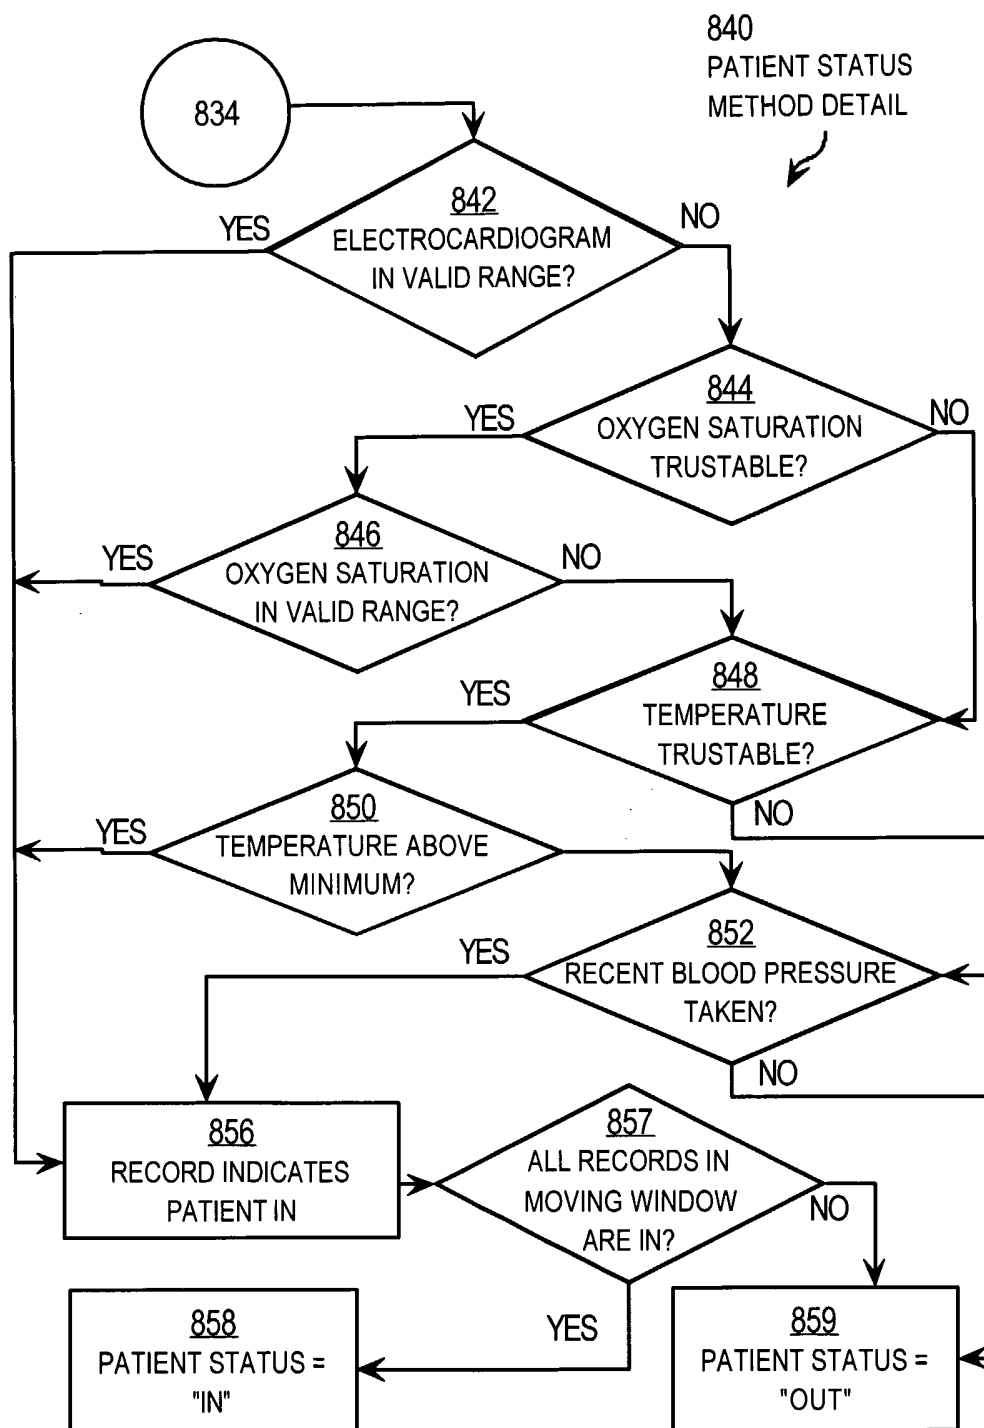 840
PATIENT STATUS
METHOD DETAIL
834
842
ELECTROCARDIOGRAM
IN VALID RANGE?
YES
NO
844
OXYGEN SATURATION
TRUSTABLE?
YES
NO
846
OXYGEN SATURATION
IN VALID RANGE?
YES
NO
848
TEMPERATURE
TRUSTABLE?
YES
NO
850
TEMPERATURE ABOVE
MINIMUM?
YES
852
RECENT BLOOD PRESSURE
TAKEN?
YES
NO
856
RECORD INDICATES
PATIENT IN
857
ALL RECORDS IN
MOVING WINDOW
ARE IN?
NO
YES
858
PATIENT STATUS =
"IN"
859
PATIENT STATUS =
"OUT"